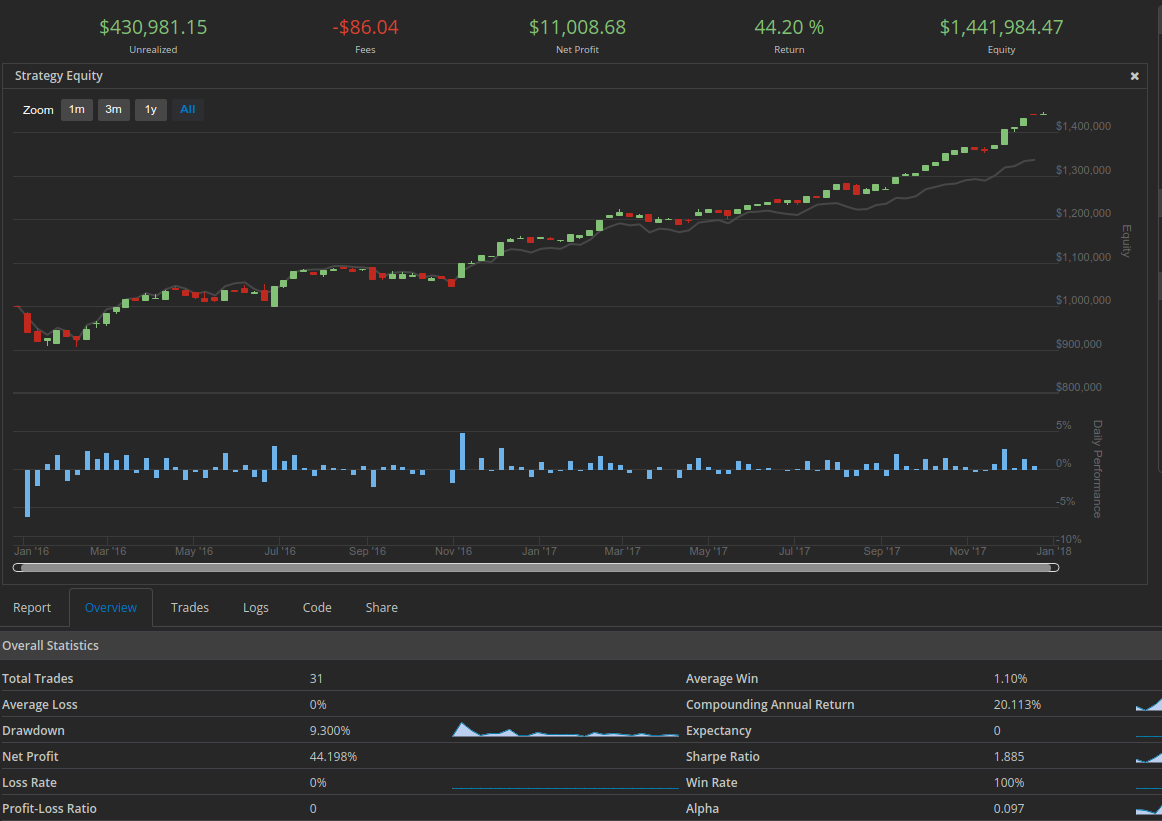 $430,981.15 -$86.04 $11,008.68 44.20 % $1,441,984.47
Unrealized Fees Net Profit Return Equity
Strategy Equity ×
Zoom 1m 3m 1y All
$1,400,000
$1,300,000
$1,200,000
$1,100,000
$1,000,000
$900,000
$800,000
Equity
5%
0%
-5%
-10%
Daily Performance
Jan '16 Mar '16 May '16 Jul '16 Sep '16 Nov '16 Jan '17 Mar '17 May '17 Jul '17 Sep '17 Nov '17 Jan '18
Report Overview Trades Logs Code Share
Overall Statistics
Total Trades 31 Average Win 1.10%
Average Loss 0% Compounding Annual Return 20.113%
Drawdown 9.300% Expectancy 0
Net Profit 44.198% Sharpe Ratio 1.885
Loss Rate 0% Win Rate 100%
Profit-Loss Ratio 0 Alpha 0.097